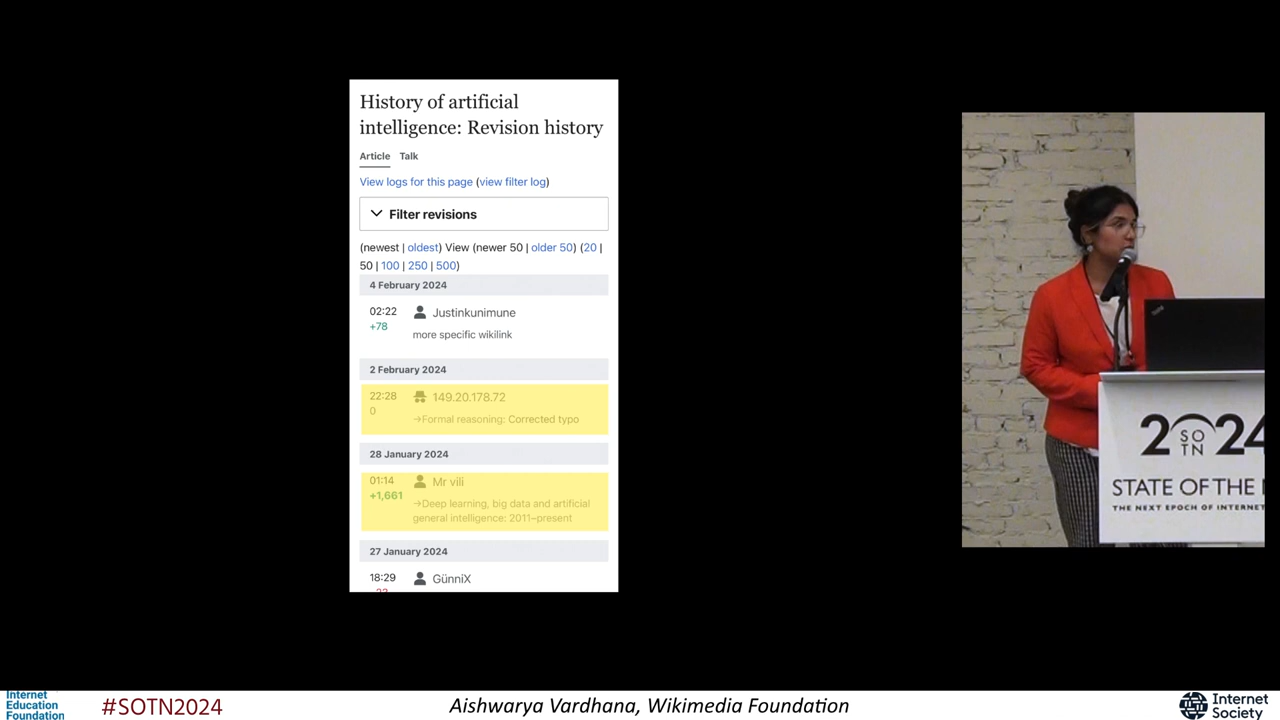 History of artificial
intelligence: Revision history
Article Talk
View logs for this page (view filter log)
Filter revisions
(newest | oldest) View (newer 50 | older 50) (20 |
50 | 100 | 250 | 500)
4 February 2024
02:22 Justinkunimune
+78
more specific wikilink
2 February 2024
22:28 149.20.178.72
0
→Formal reasoning: Corrected typo
28 January 2024
01:14 Mr vili
+1,661
→Deep learning, big data and artificial
general intelligence: 2011–present
27 January 2024
18:29 GünniX
2024
SO
TN
STATE OF THE
THE NEXT EPOCH OF INTERNET
Internet
Education
Foundation
#SOTN2024
Aishwarya Vardhana, Wikimedia Foundation
Internet
Society